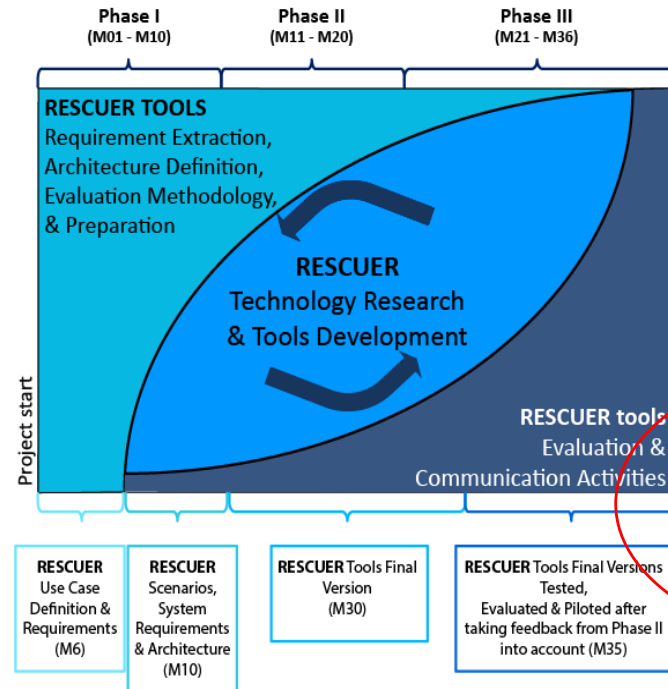 Phase I
(M01 - M10)
Phase II
(M11 - M20)
Phase III
(M21 - M36)
RESCUER TOOLS
Requirement Extraction,
Architecture Definition,
Evaluation Methodology,
& Preparation
RESCUER
Technology Research
& Tools Development
Project start
RESCUER tools
Evaluation &
Communication Activities
RESCUER
Use Case
Definition &
Requirements
(M6)
RESCUER
Scenarios,
System
Requirements
& Architecture
(M10)
RESCUER Tools Final
Version
(M30)
RESCUER Tools Final Versions
Tested,
Evaluated & Piloted after
taking feedback from Phase II
into account (M35)